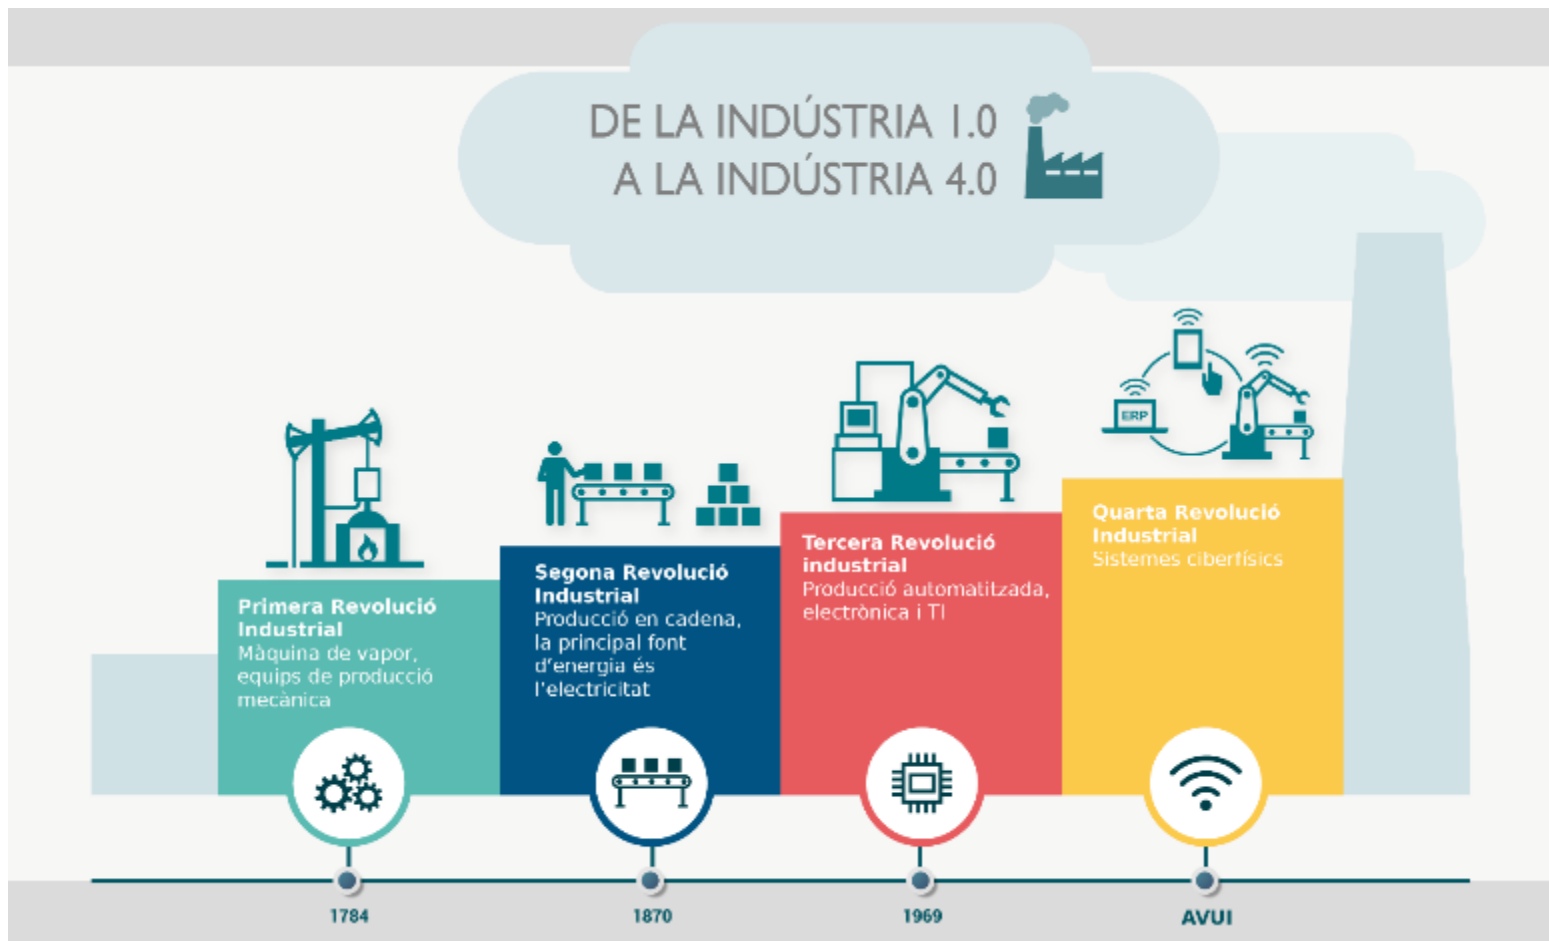 DE LA INDÚSTRIA 1.0
A LA INDÚSTRIA 4.0
ERP
Primera Revolució
Industrial
Màquina de vapor,
equips de producció
mecànica
Segona Revolució
Industrial
Producció en cadena,
la principal font
d'energia és
l'electricitat
Tercera Revolució
industrial
Producció automatitzada,
electrònica i TI
Quarta Revolució
Industrial
Sistemes ciberfísics
1784
1870
1969
AVUI